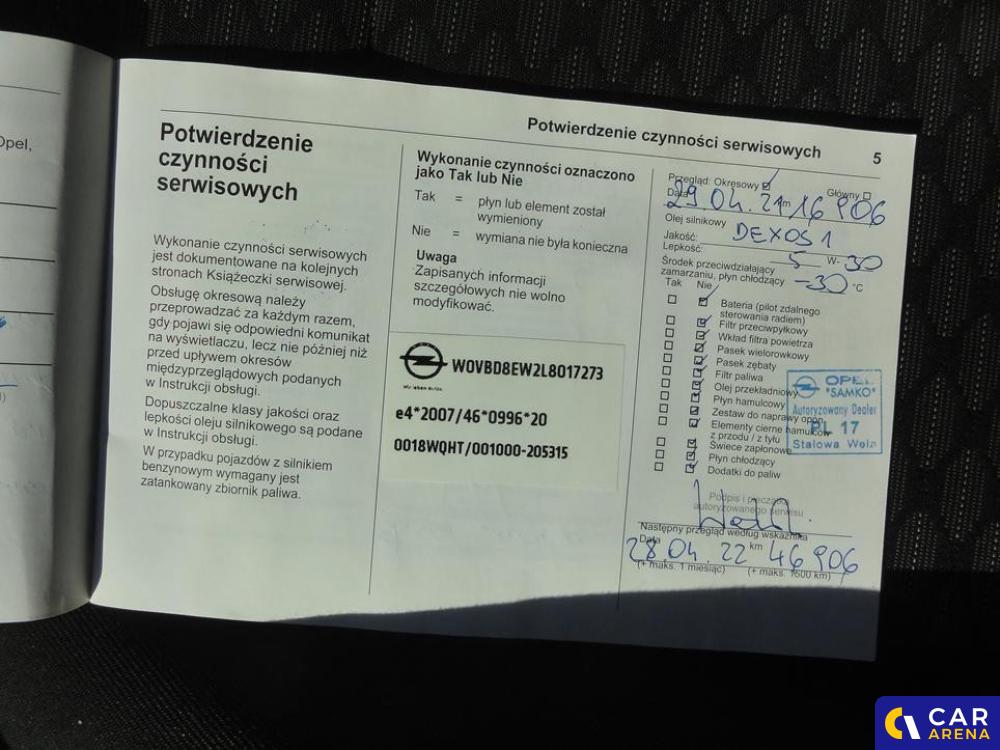 Opel,
Potwierdzenie czynności serwisowych
5
Potwierdzenie
czynności
serwisowych
Wykonanie czynności serwisowych
jest dokumentowane na kolejnych
stronach Książeczki serwisowej.
Obsługę okresową należy
przeprowadzać za każdym razem,
gdy pojawi się odpowiedni komunikat
na wyświetlaczu, lecz nie później niż
przed upływem okresów
międzyprzeglądowych podanych
w Instrukcji obsługi.
Dopuszczalne klasy jakości oraz
lepkości oleju silnikowego są podane
w Instrukcji obsługi.
W przypadku pojazdów z silnikiem
benzynowym wymagany jest
zatankowany zbiornik paliwa.
Wykonanie czynności oznaczono
jako Tak lub Nie
Tak = płyn lub element został
wymieniony
Nie = wymiana nie była konieczna
Uwaga
Zapisanych informacji
szczegółowych nie wolno
modyfikować.
W0VBD8EW2L8017273
Wir leben Autos.
e4*2007/46*0996*20
0018WQHT/001000-205315
Przegląd: Okresowy Główny
Data 29.04.21 km 16 906
Olej silnikowy
Jakość: DEXOS 1
Lepkość: 5 W- 30
Środek przeciwdziałający
zamarzaniu, płyn chłodzący -30 °C
Tak Nie
Bateria (pilot zdalnego
sterowania radiem)
Filtr przeciwpyłkowy
Wkład filtra powietrza
Pasek wielorowkowy
Pasek zębaty
Filtr paliwa
Olej przekładniowy
Płyn hamulcowy
Zestaw do naprawy opon
Elementy cierne hamulców
z przodu / z tyłu
Świece zapłonowe
Płyn chłodzący
Dodatki do paliw
OPEL
"SAMKO"
Autoryzowany Dealer
PL 17
Stalowa Wola
Podpis i pieczątka
autoryzowanego serwisu
Następny przegląd według wskaźnika
Data 28.04.22 km 46 906
(+ maks. 1 miesiąc) (+ maks. 1500 km)
CAR
ARENA